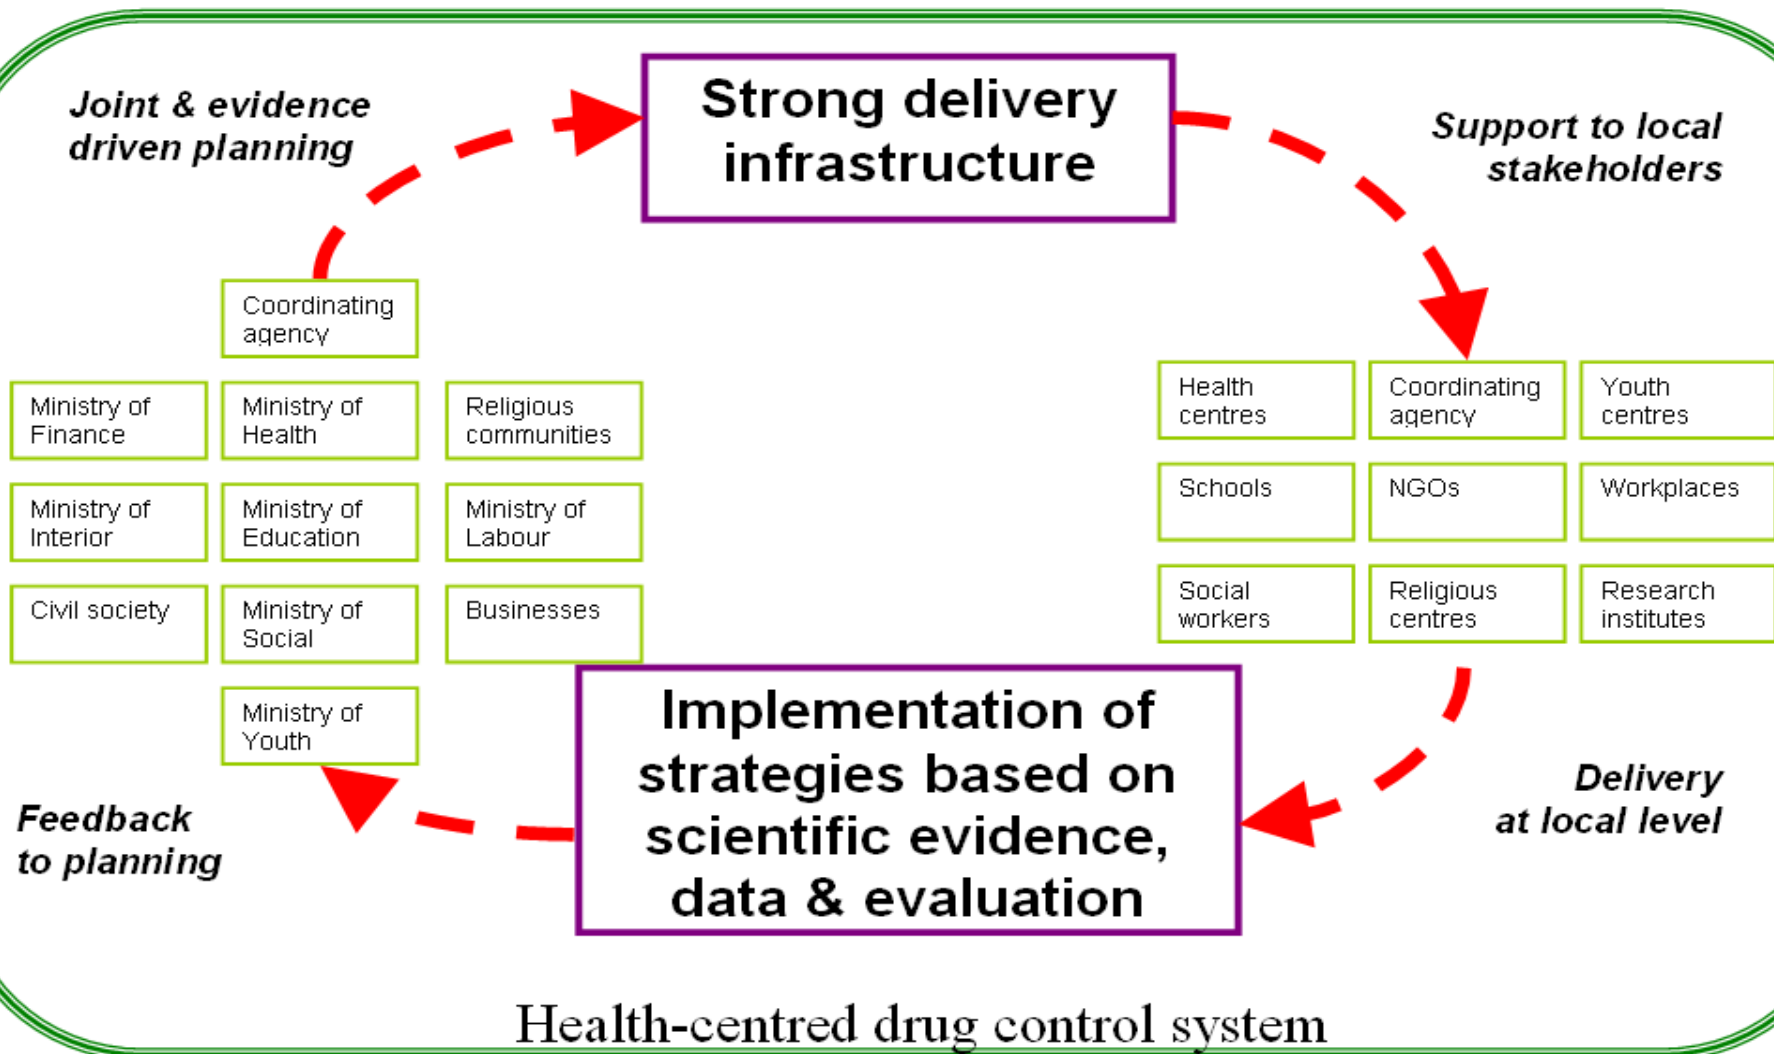 Joint & evidence
driven planning
Strong delivery
infrastructure
Support to local
stakeholders
Coordinating
agency
Ministry of
Finance
Ministry of
Health
Religious
communities
Ministry of
Interior
Ministry of
Education
Ministry of
Labour
Civil society
Ministry of
Social
Businesses
Ministry of
Youth
Health
centres
Coordinating
agency
Youth
centres
Schools
NGOs
Workplaces
Social
workers
Religious
centres
Research
institutes
Feedback
to planning
Implementation of
strategies based on
scientific evidence,
data & evaluation
Delivery
at local level
Health-centred drug control system